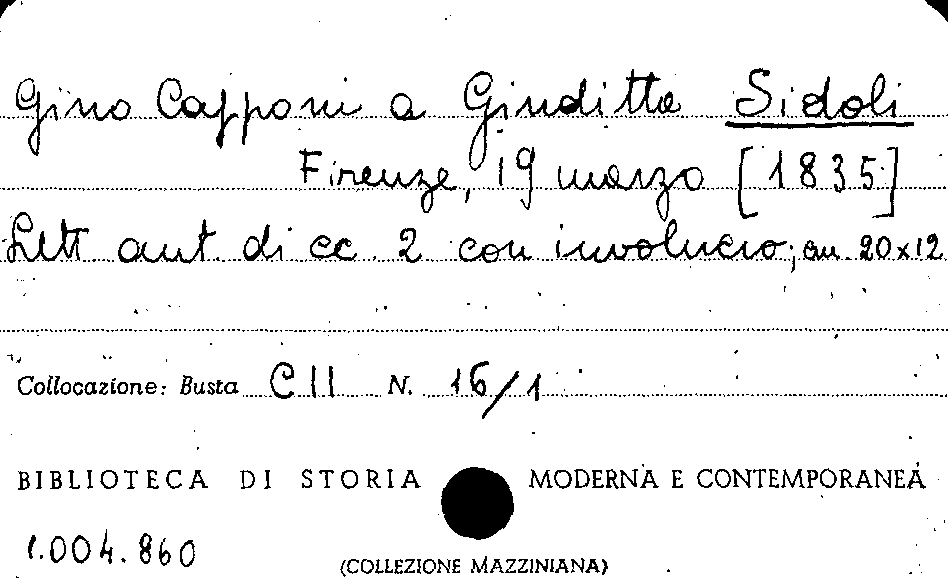 Gino Capponi a Giuditta Sidoli
Firenze, 19 marzo [1835]
Lett aut. di cc. 2 con involucro; cm. 20x12
Collocazione: Busta C II N. 16/1
BIBLIOTECA DI STORIA MODERNA E CONTEMPORANEA
1.004.860
(COLLEZIONE MAZZINIANA)